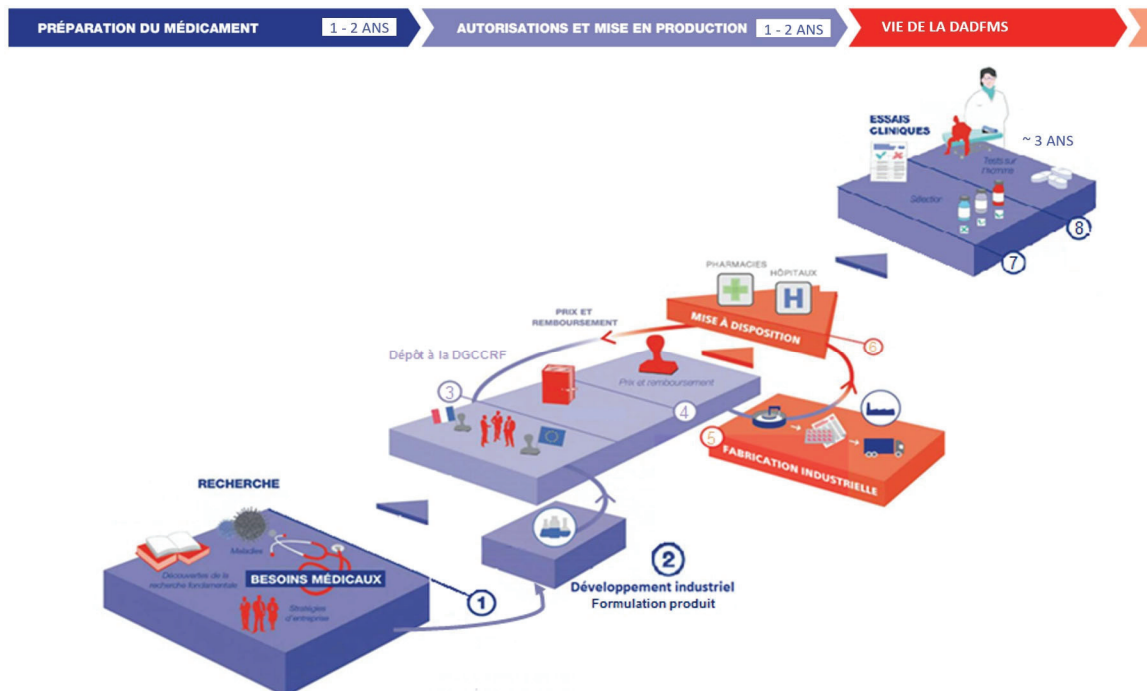 PRÉPARATION DU MÉDICAMENT
1 - 2 ANS
AUTORISATIONS ET MISE EN PRODUCTION
1 - 2 ANS
VIE DE LA DADFMS
ESSAIS
CLINIQUES
~ 3 ANS
Tests sur
l'homme
Sélection
8
7
PHARMACIES
HÔPITAUX
H
PRIX ET
REMBOURSEMENT
MISE À DISPOSITION
6
Dépôt à la DGCCRF
Prix et remboursement
3
4
5
FABRICATION INDUSTRIELLE
RECHERCHE
Maladies
Découvertes de la
recherche fondamentale
BESOINS MÉDICAUX
Stratégies
d'entreprise
1
2
Développement industriel
Formulation produit